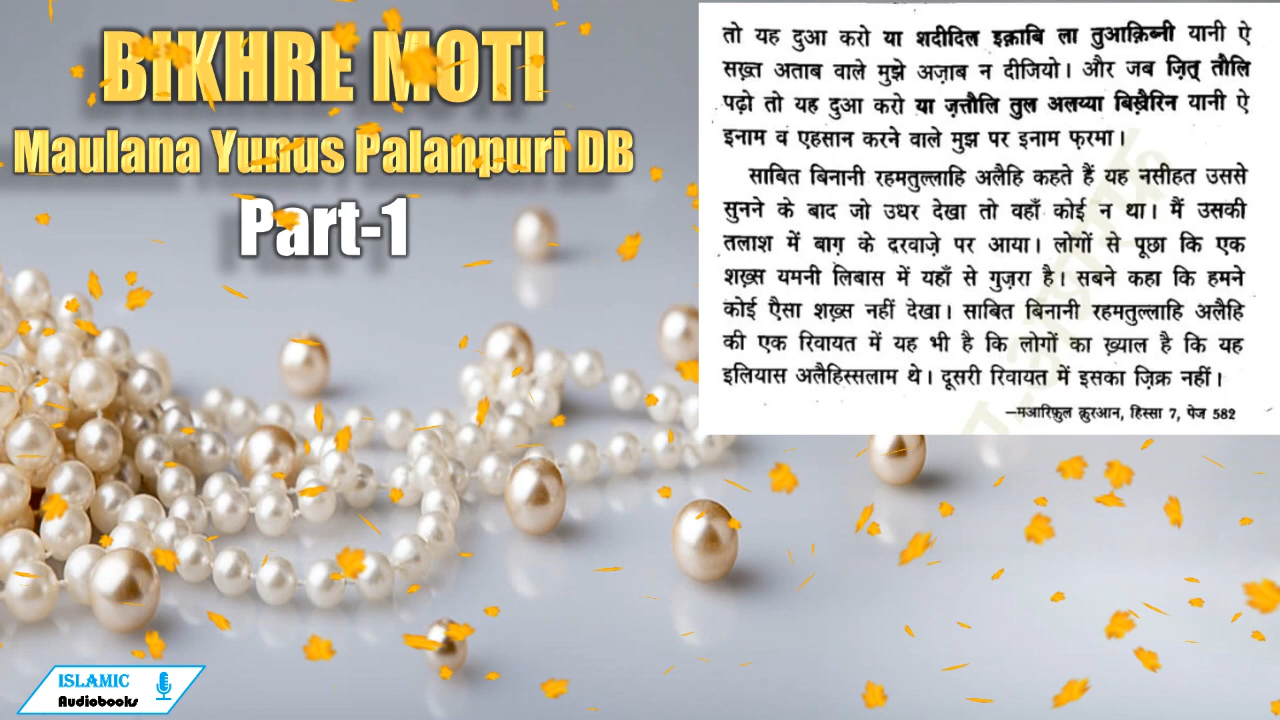 BIKHRE MOTI
Maulana Yunus Palanpuri DB
Part-1
तो यह दुआ करो या शदीदिल इक़ाबि ला तुआक़िब्नी यानी ऐ
सख़्त अताब वाले मुझे अज़ाब न दीजियो। और जब ज़ित् तौलि
पढ़ो तो यह दुआ करो या ज़त्तौलि तुल अलय्या बिख़ैरिन यानी ऐ
इनाम व एहसान करने वाले मुझ पर इनाम फ़रमा।
साबित बिनानी रहमतुल्लाहि अलैहि कहते हैं यह नसीहत उससे
सुनने के बाद जो उधर देखा तो वहाँ कोई न था। मैं उसकी
तलाश में बाग़ के दरवाज़े पर आया। लोगों से पूछा कि एक
शख़्स यमनी लिबास में यहाँ से गुज़रा है। सबने कहा कि हमने
कोई ऐसा शख़्स नहीं देखा। साबित बिनानी रहमतुल्लाहि अलैहि
की एक रिवायत में यह भी है कि लोगों का ख़्याल है कि यह
इलियास अलैहिस्सलाम थे। दूसरी रिवायत में इसका ज़िक्र नहीं।
—मआरिफ़ुल क़ुरआन, हिस्सा 7, पेज 582
ISLAMIC
Audiobooks